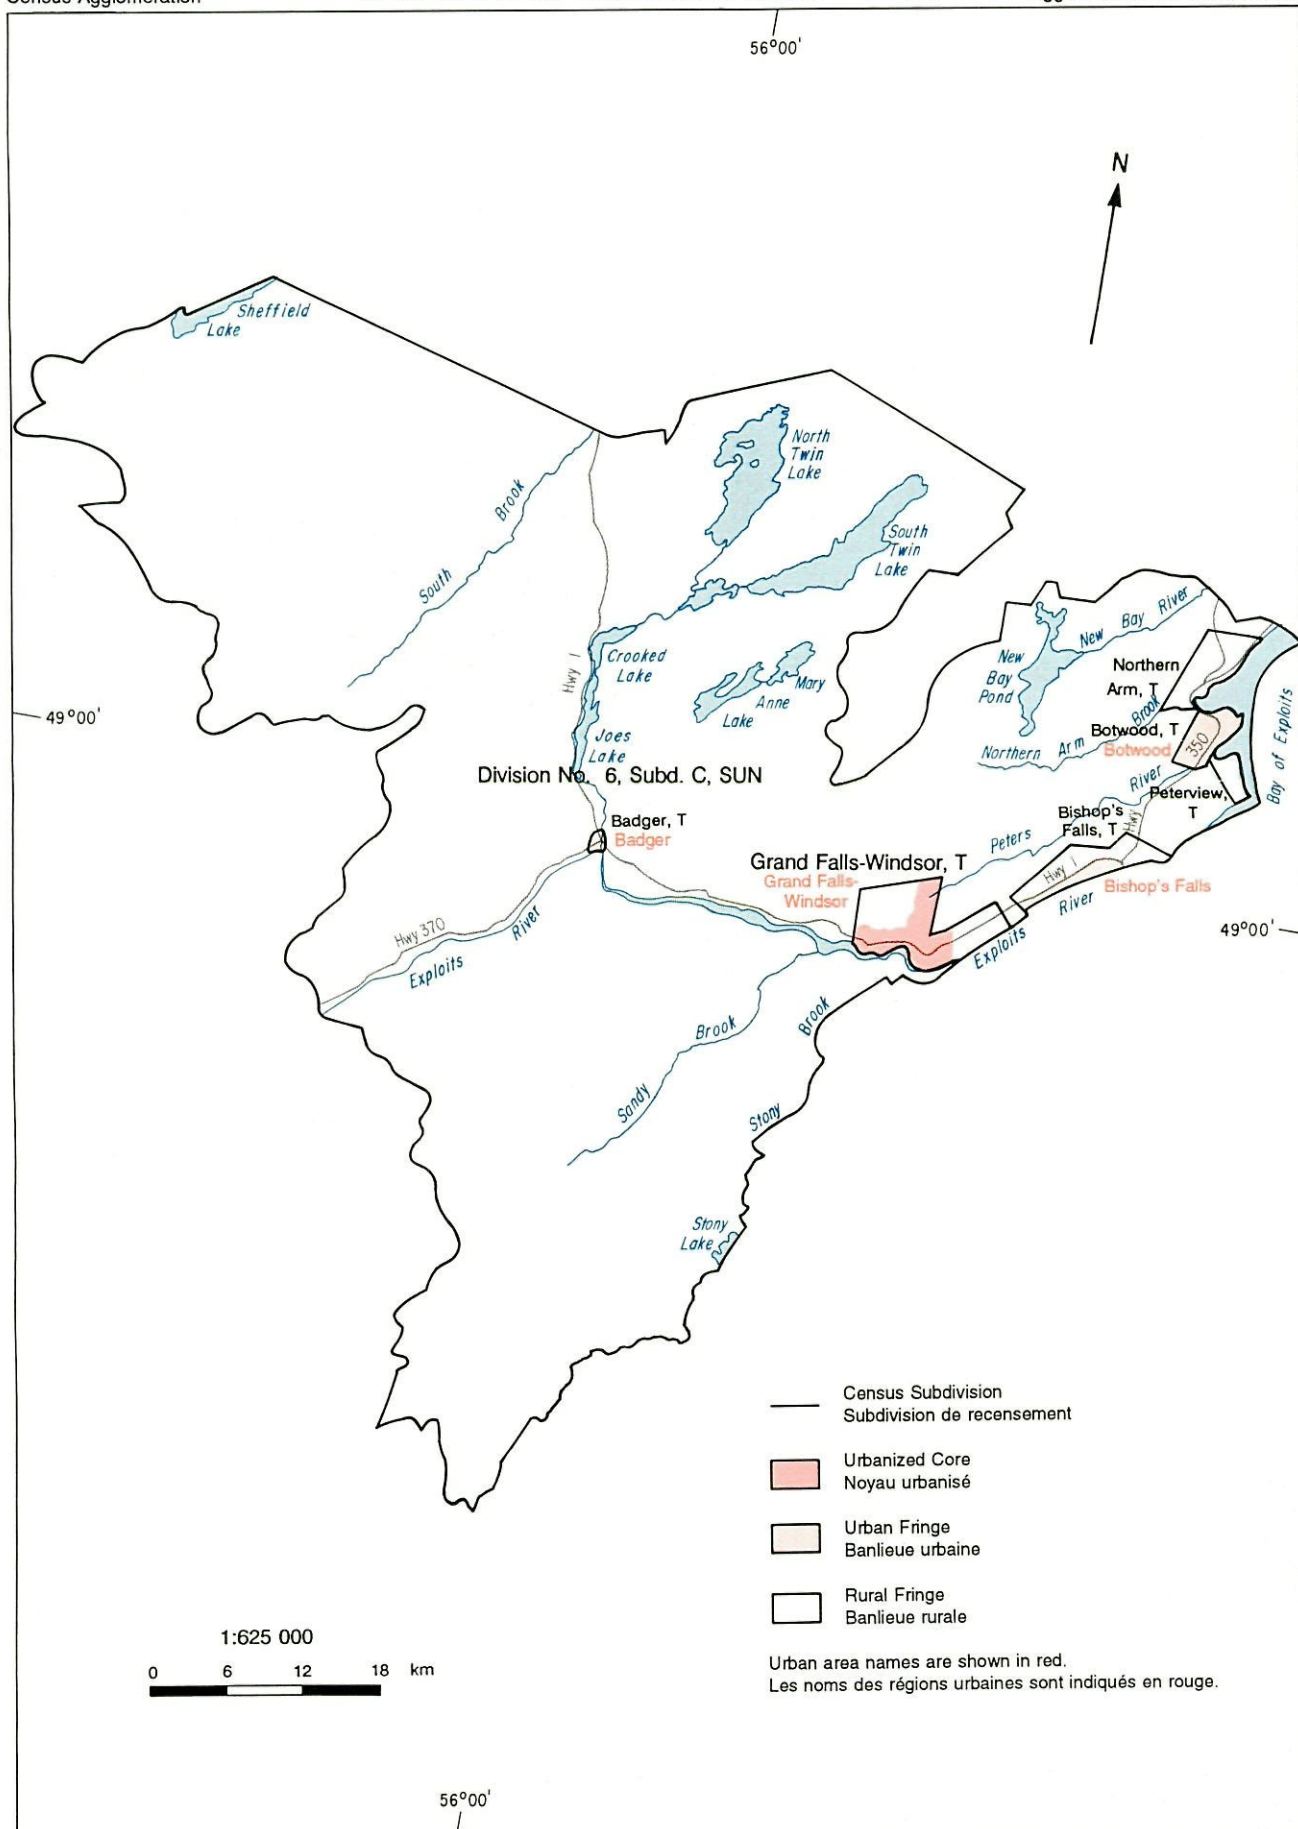 Census Agglomeration
56°00'
N
Sheffield
Lake
North
Twin
Lake
South
Twin
Lake
South Brook
Hwy 1
Crooked
Lake
Mary
Anne
Lake
Joes
Lake
New
Bay
Pond
New Bay River
Northern
Arm, T
Northern Arm Brook
Botwood, T
Botwood
350
Bay of Exploits
49°00'
Division No. 6, Subd. C, SUN
River
Peterview,
T
Bishop's
Falls, T
Hwy
Peters
Badger, T
Badger
Grand Falls-Windsor, T
Grand Falls-
Windsor
Hwy 1
Bishop's Falls
River
Exploits
49°00'
Hwy 370
Exploits River
Sandy Brook
Stony Brook
Stony
Lake
Census Subdivision
Subdivision de recensement
Urbanized Core
Noyau urbanisé
Urban Fringe
Banlieue urbaine
Rural Fringe
Banlieue rurale
1:625 000
0 6 12 18 km
Urban area names are shown in red.
Les noms des régions urbaines sont indiqués en rouge.
56°00'